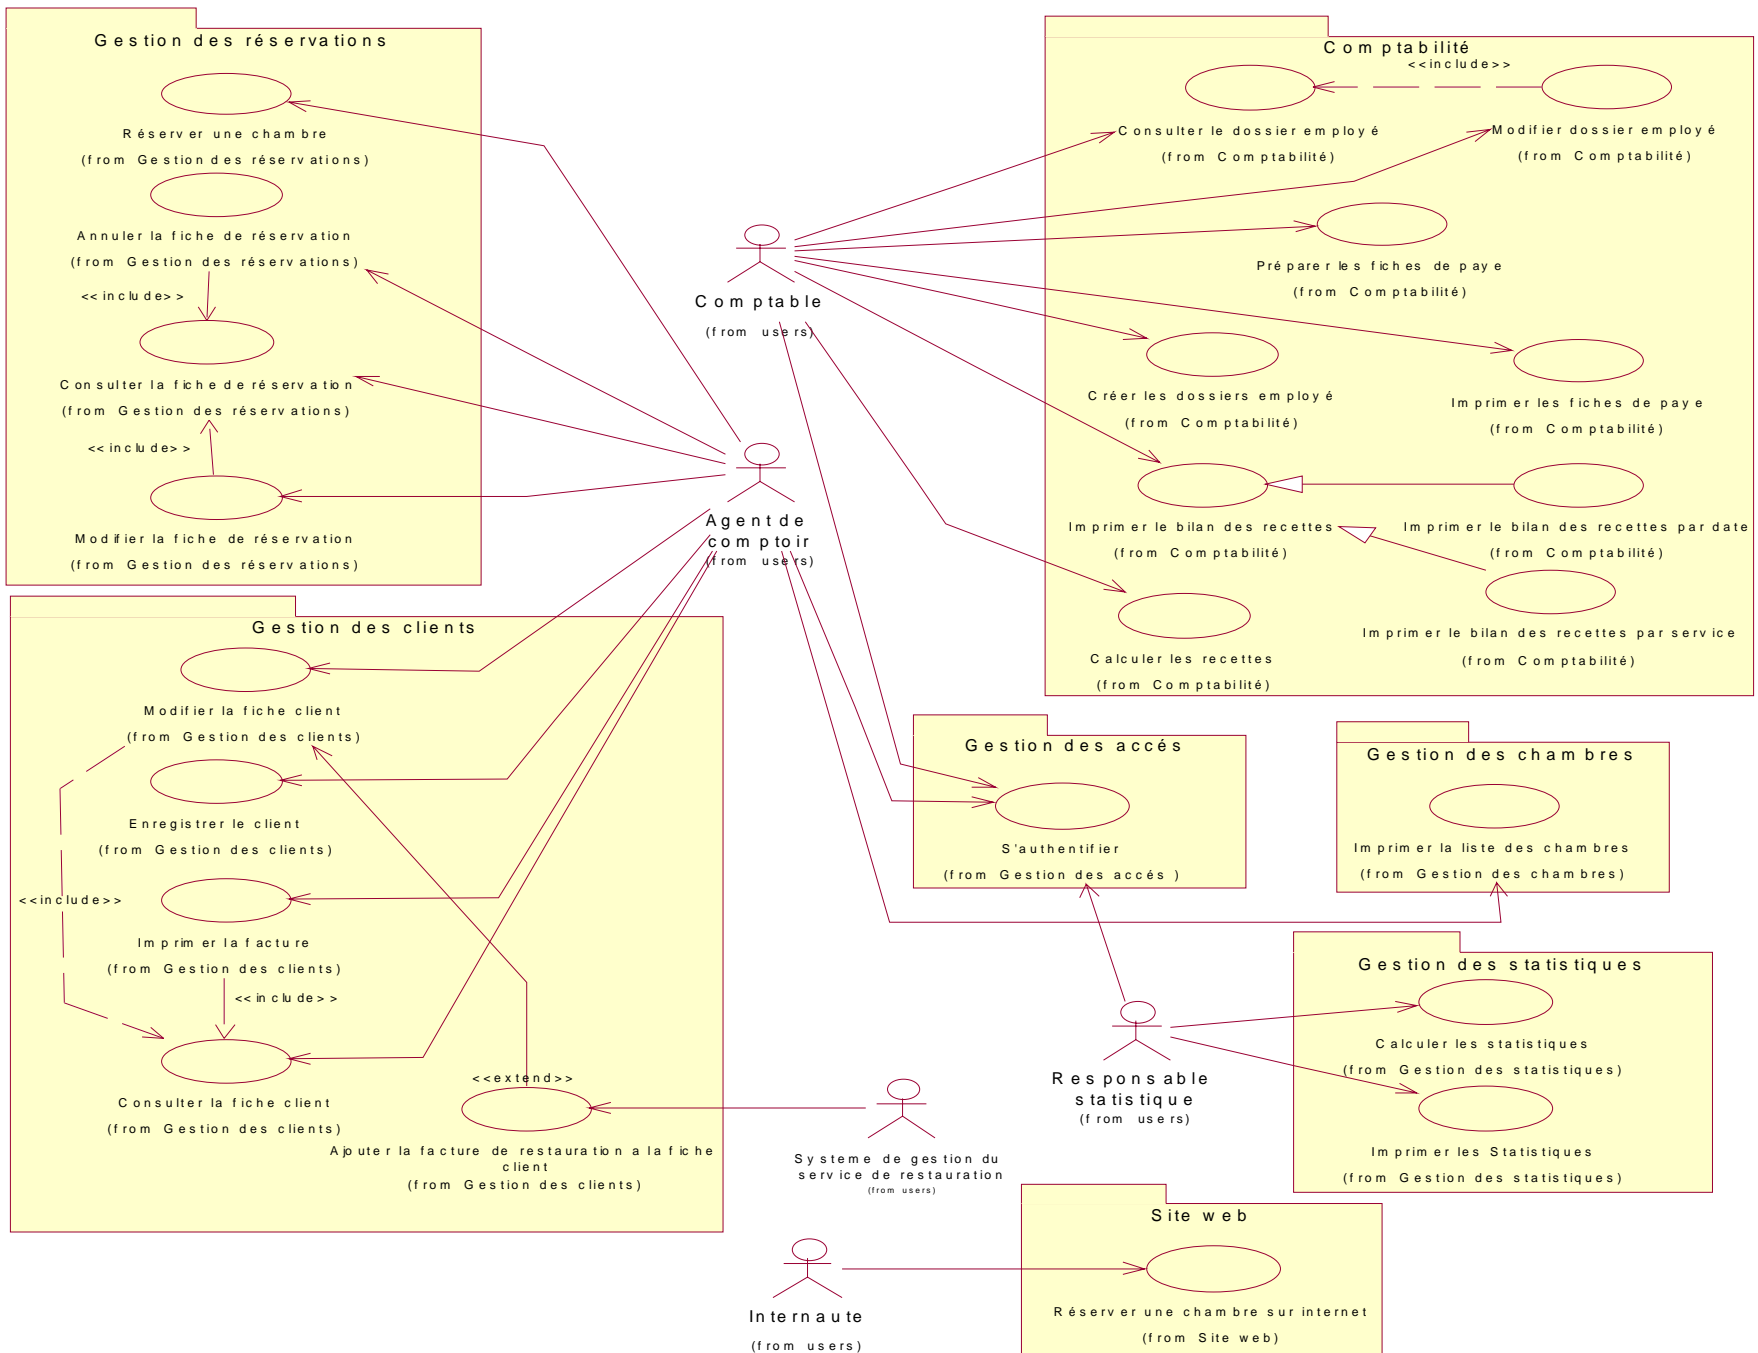 Gestion des réservations
Réserver une chambre
(from Gestion des réservations)
Annuler la fiche de réservation
(from Gestion des réservations)
<<include>>
Consulter la fiche de réservation
(from Gestion des réservations)
<<include>>
Modifier la fiche de réservation
(from Gestion des réservations)
Comptabilité
<<include>>
Consulter le dossier employé
(from Comptabilité)
Modifier dossier employé
(from Comptabilité)
Préparer les fiches de paye
(from Comptabilité)
Créer les dossiers employé
(from Comptabilité)
Imprimer les fiches de paye
(from Comptabilité)
Imprimer le bilan des recettes
(from Comptabilité)
Imprimer le bilan des recettes par date
(from Comptabilité)
Imprimer le bilan des recettes par service
(from Comptabilité)
Calculer les recettes
(from Comptabilité)
Comptable
(from users)
Agent de
comptoir
(from users)
Gestion des clients
Modifier la fiche client
(from Gestion des clients)
Enregistrer le client
(from Gestion des clients)
<<include>>
Imprimer la facture
(from Gestion des clients)
<<include>>
Consulter la fiche client
(from Gestion des clients)
<<extend>>
Ajouter la facture de restauration a la fiche
client
(from Gestion des clients)
Gestion des accés
S'authentifier
(from Gestion des accés )
Gestion des chambres
Imprimer la liste des chambres
(from Gestion des chambres)
Gestion des statistiques
Calculer les statistiques
(from Gestion des statistiques)
Imprimer les Statistiques
(from Gestion des statistiques)
Responsable
statistique
(from users)
Systeme de gestion du
service de restauration
(from users)
Site web
Réserver une chambre sur internet
(from Site web)
Internaute
(from users)